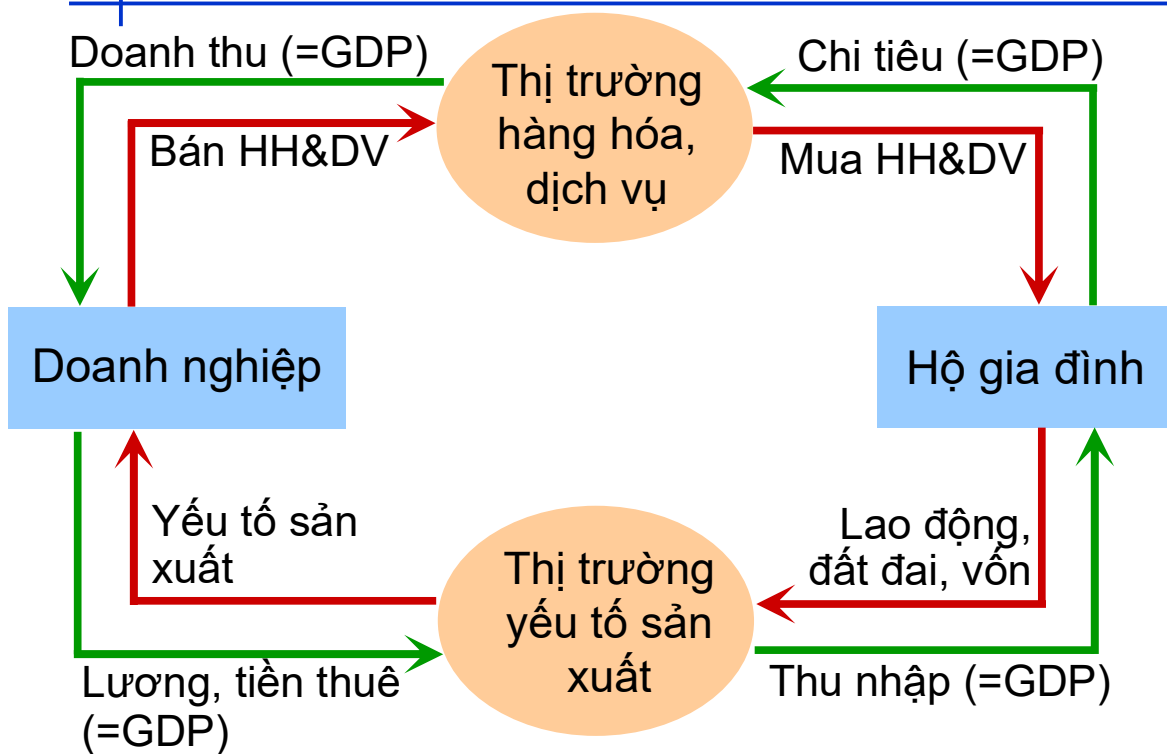 Doanh thu (=GDP)
Thị trường
hàng hóa,
dịch vụ
Chi tiêu (=GDP)
Bán HH&DV
Mua HH&DV
Doanh nghiệp
Hộ gia đình
Yếu tố sản
xuất
Thị trường
yếu tố sản
xuất
Lao động,
đất đai, vốn
Lương, tiền thuê
(=GDP)
Thu nhập (=GDP)